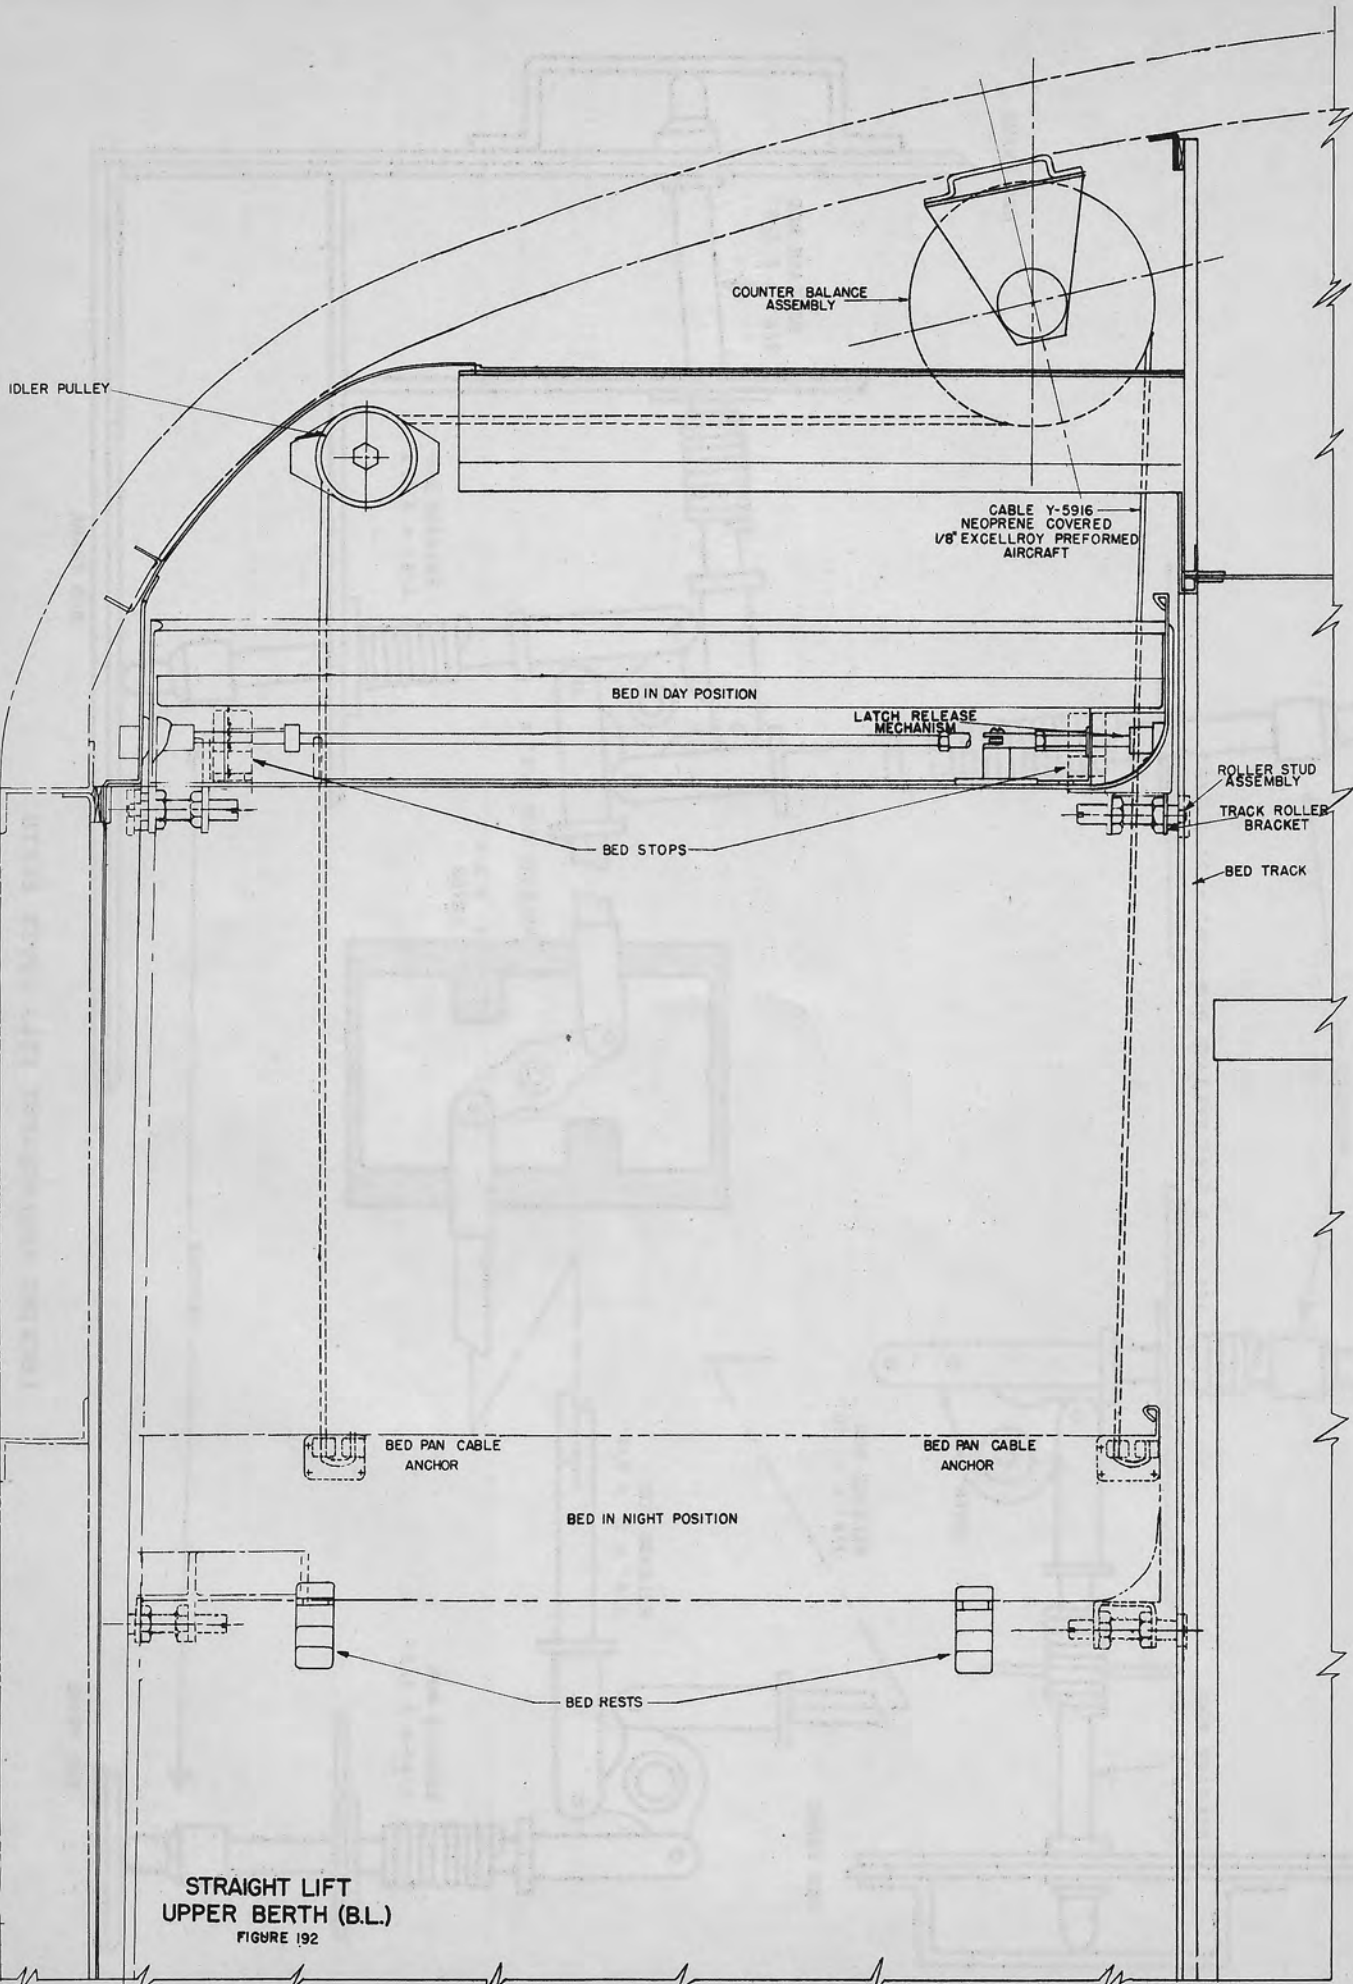 COUNTER BALANCE
ASSEMBLY
IDLER PULLEY
CABLE Y-5916
NEOPRENE COVERED
1/8" EXCELLROY PREFORMED
AIRCRAFT
BED IN DAY POSITION
LATCH RELEASE
MECHANISM
ROLLER STUD
ASSEMBLY
TRACK ROLLER
BRACKET
BED STOPS
BED TRACK
BED PAN CABLE
ANCHOR
BED PAN CABLE
ANCHOR
BED IN NIGHT POSITION
BED RESTS
STRAIGHT LIFT
UPPER BERTH (B.L.)
FIGURE 192